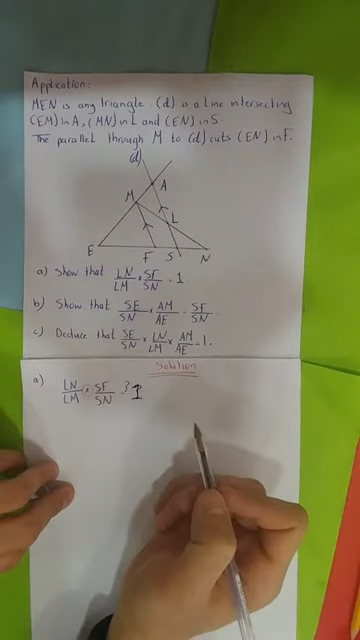 Application:
MEN is any triangle. (d) is a line intersecting
(EM) in A, (MN) in L and (EN) in S.
The parallel through M to (d) cuts (EN) in F.
(d)
A
M
L
E F S N
a) Show that LN/LM × SF/SN = 1.
b) Show that SE/SN × AM/AE = SF/SN.
c) Deduce that SE/SN × LN/LM × AM/AE = 1.
Solution
a) LN/LM × SF/SN =? 1